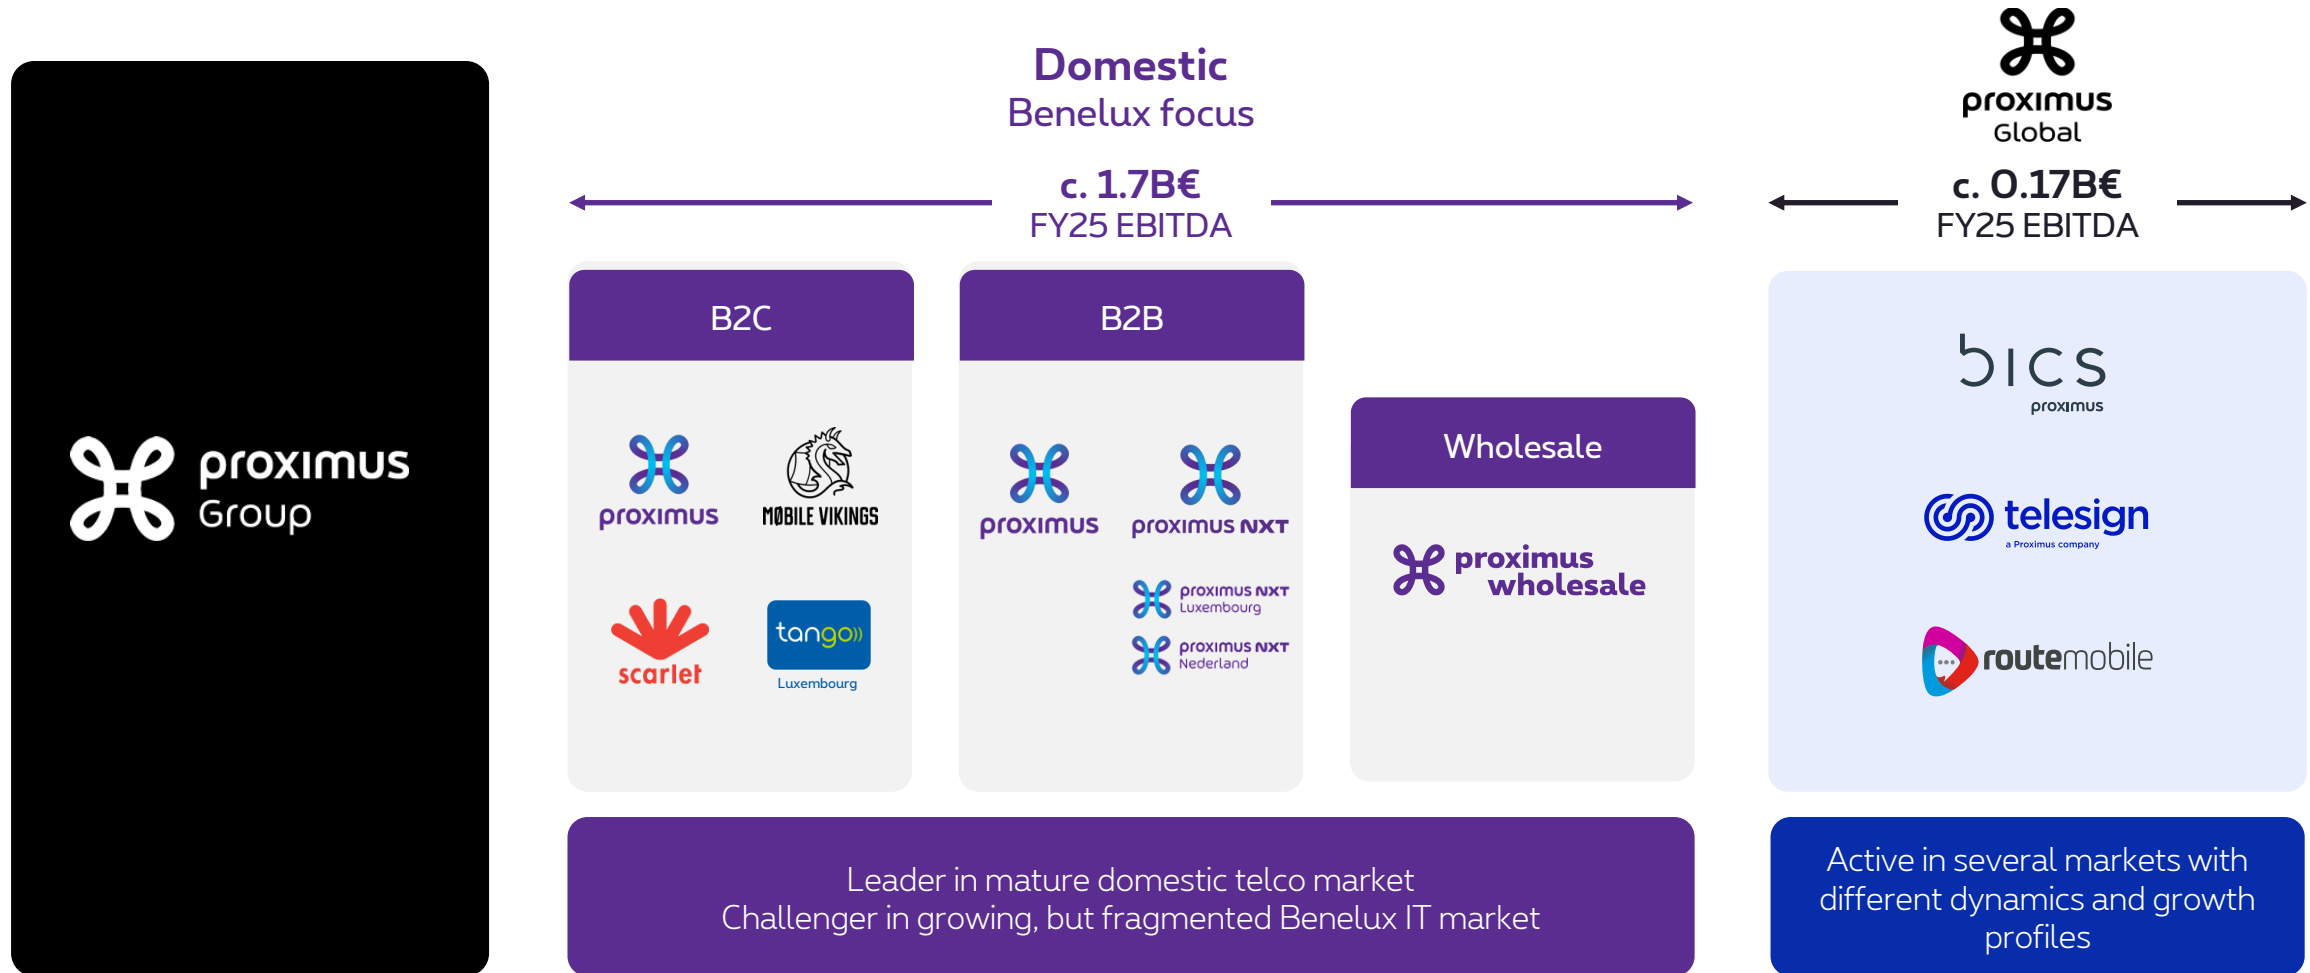 proximus
Group
Domestic
Benelux focus
c. 1.7B€
FY25 EBITDA
proximus
Global
c. 0.17B€
FY25 EBITDA
B2C
proximus
MØBILE VIKINGS
scarlet
tango
Luxembourg
B2B
proximus
proximus NXT
proximus NXT
Luxembourg
proximus NXT
Nederland
Wholesale
proximus
wholesale
bics
proximus
telesign
a Proximus company
routemobile
Leader in mature domestic telco market
Challenger in growing, but fragmented Benelux IT market
Active in several markets with
different dynamics and growth
profiles